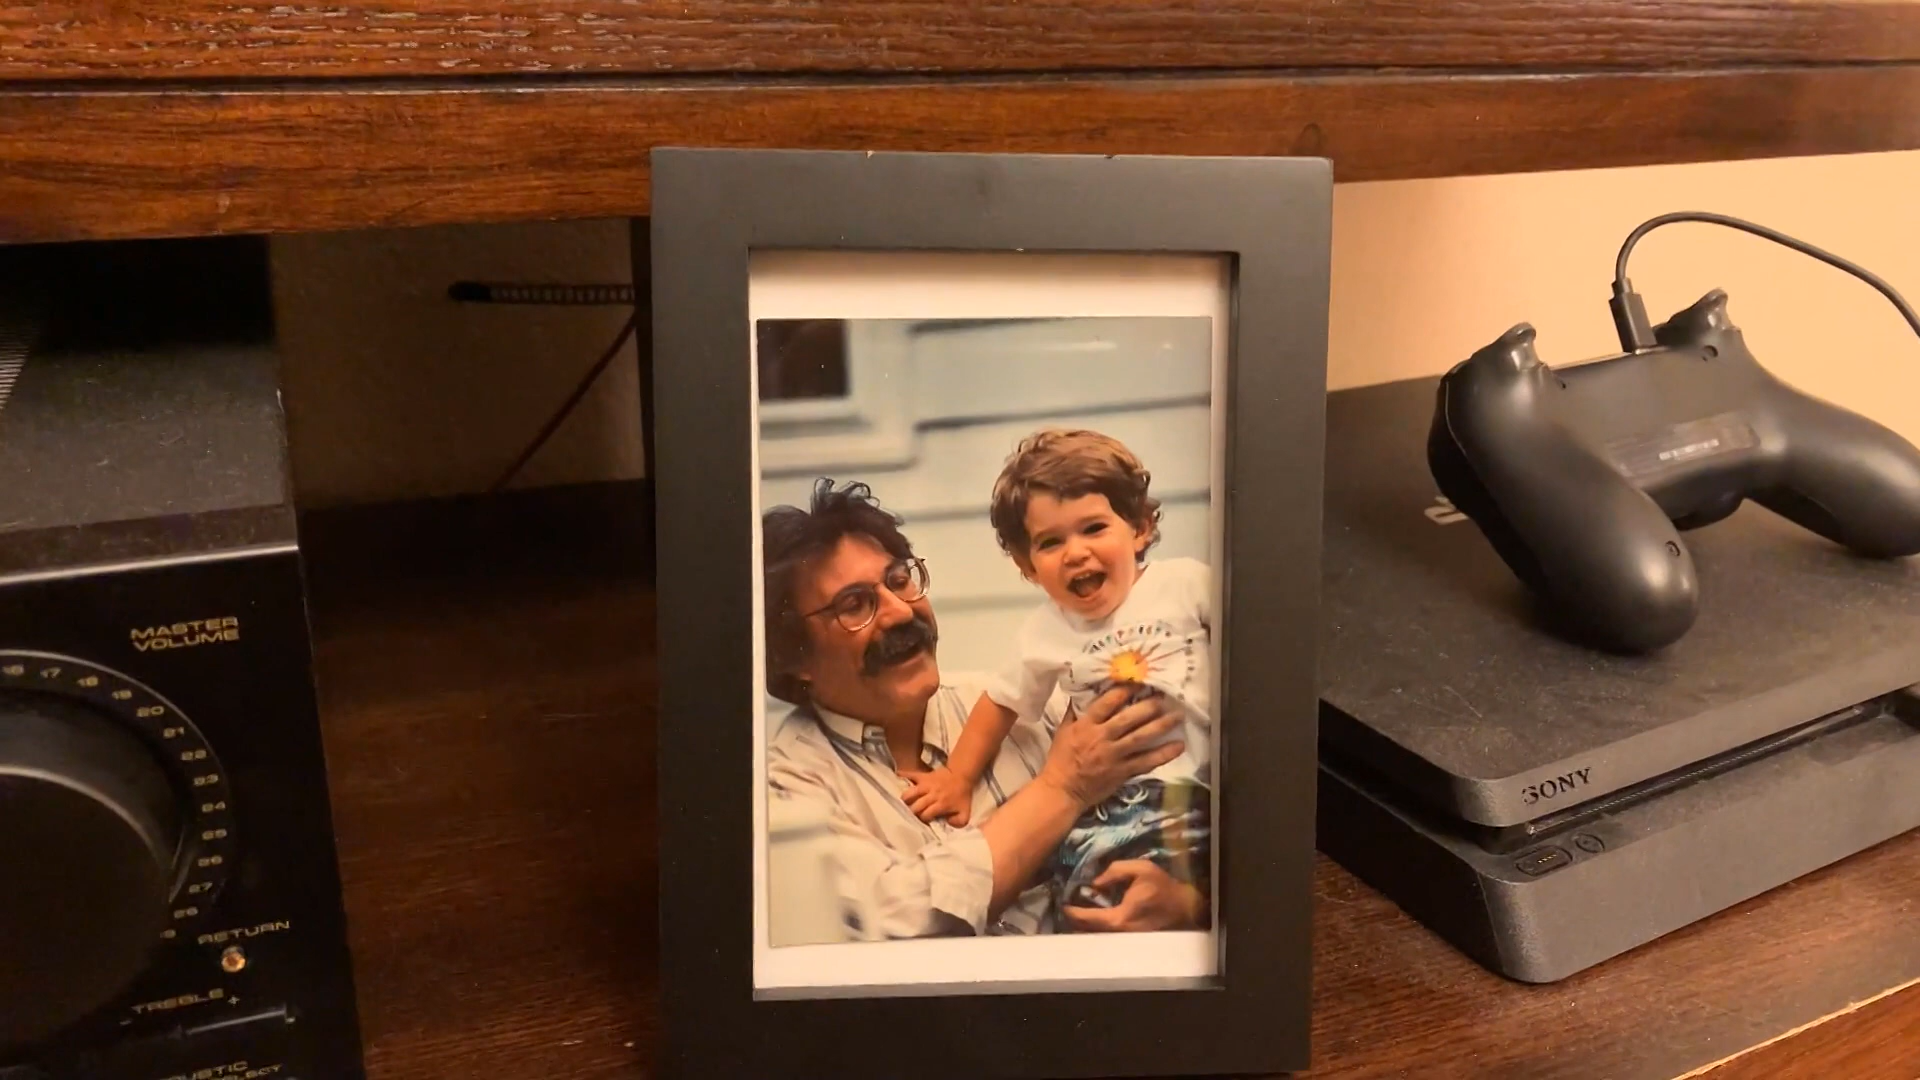 MASTER
VOLUME
16 17 18 19 20 21 22 23 24 25 26 27 28
RETURN
TREBLE +
SONY